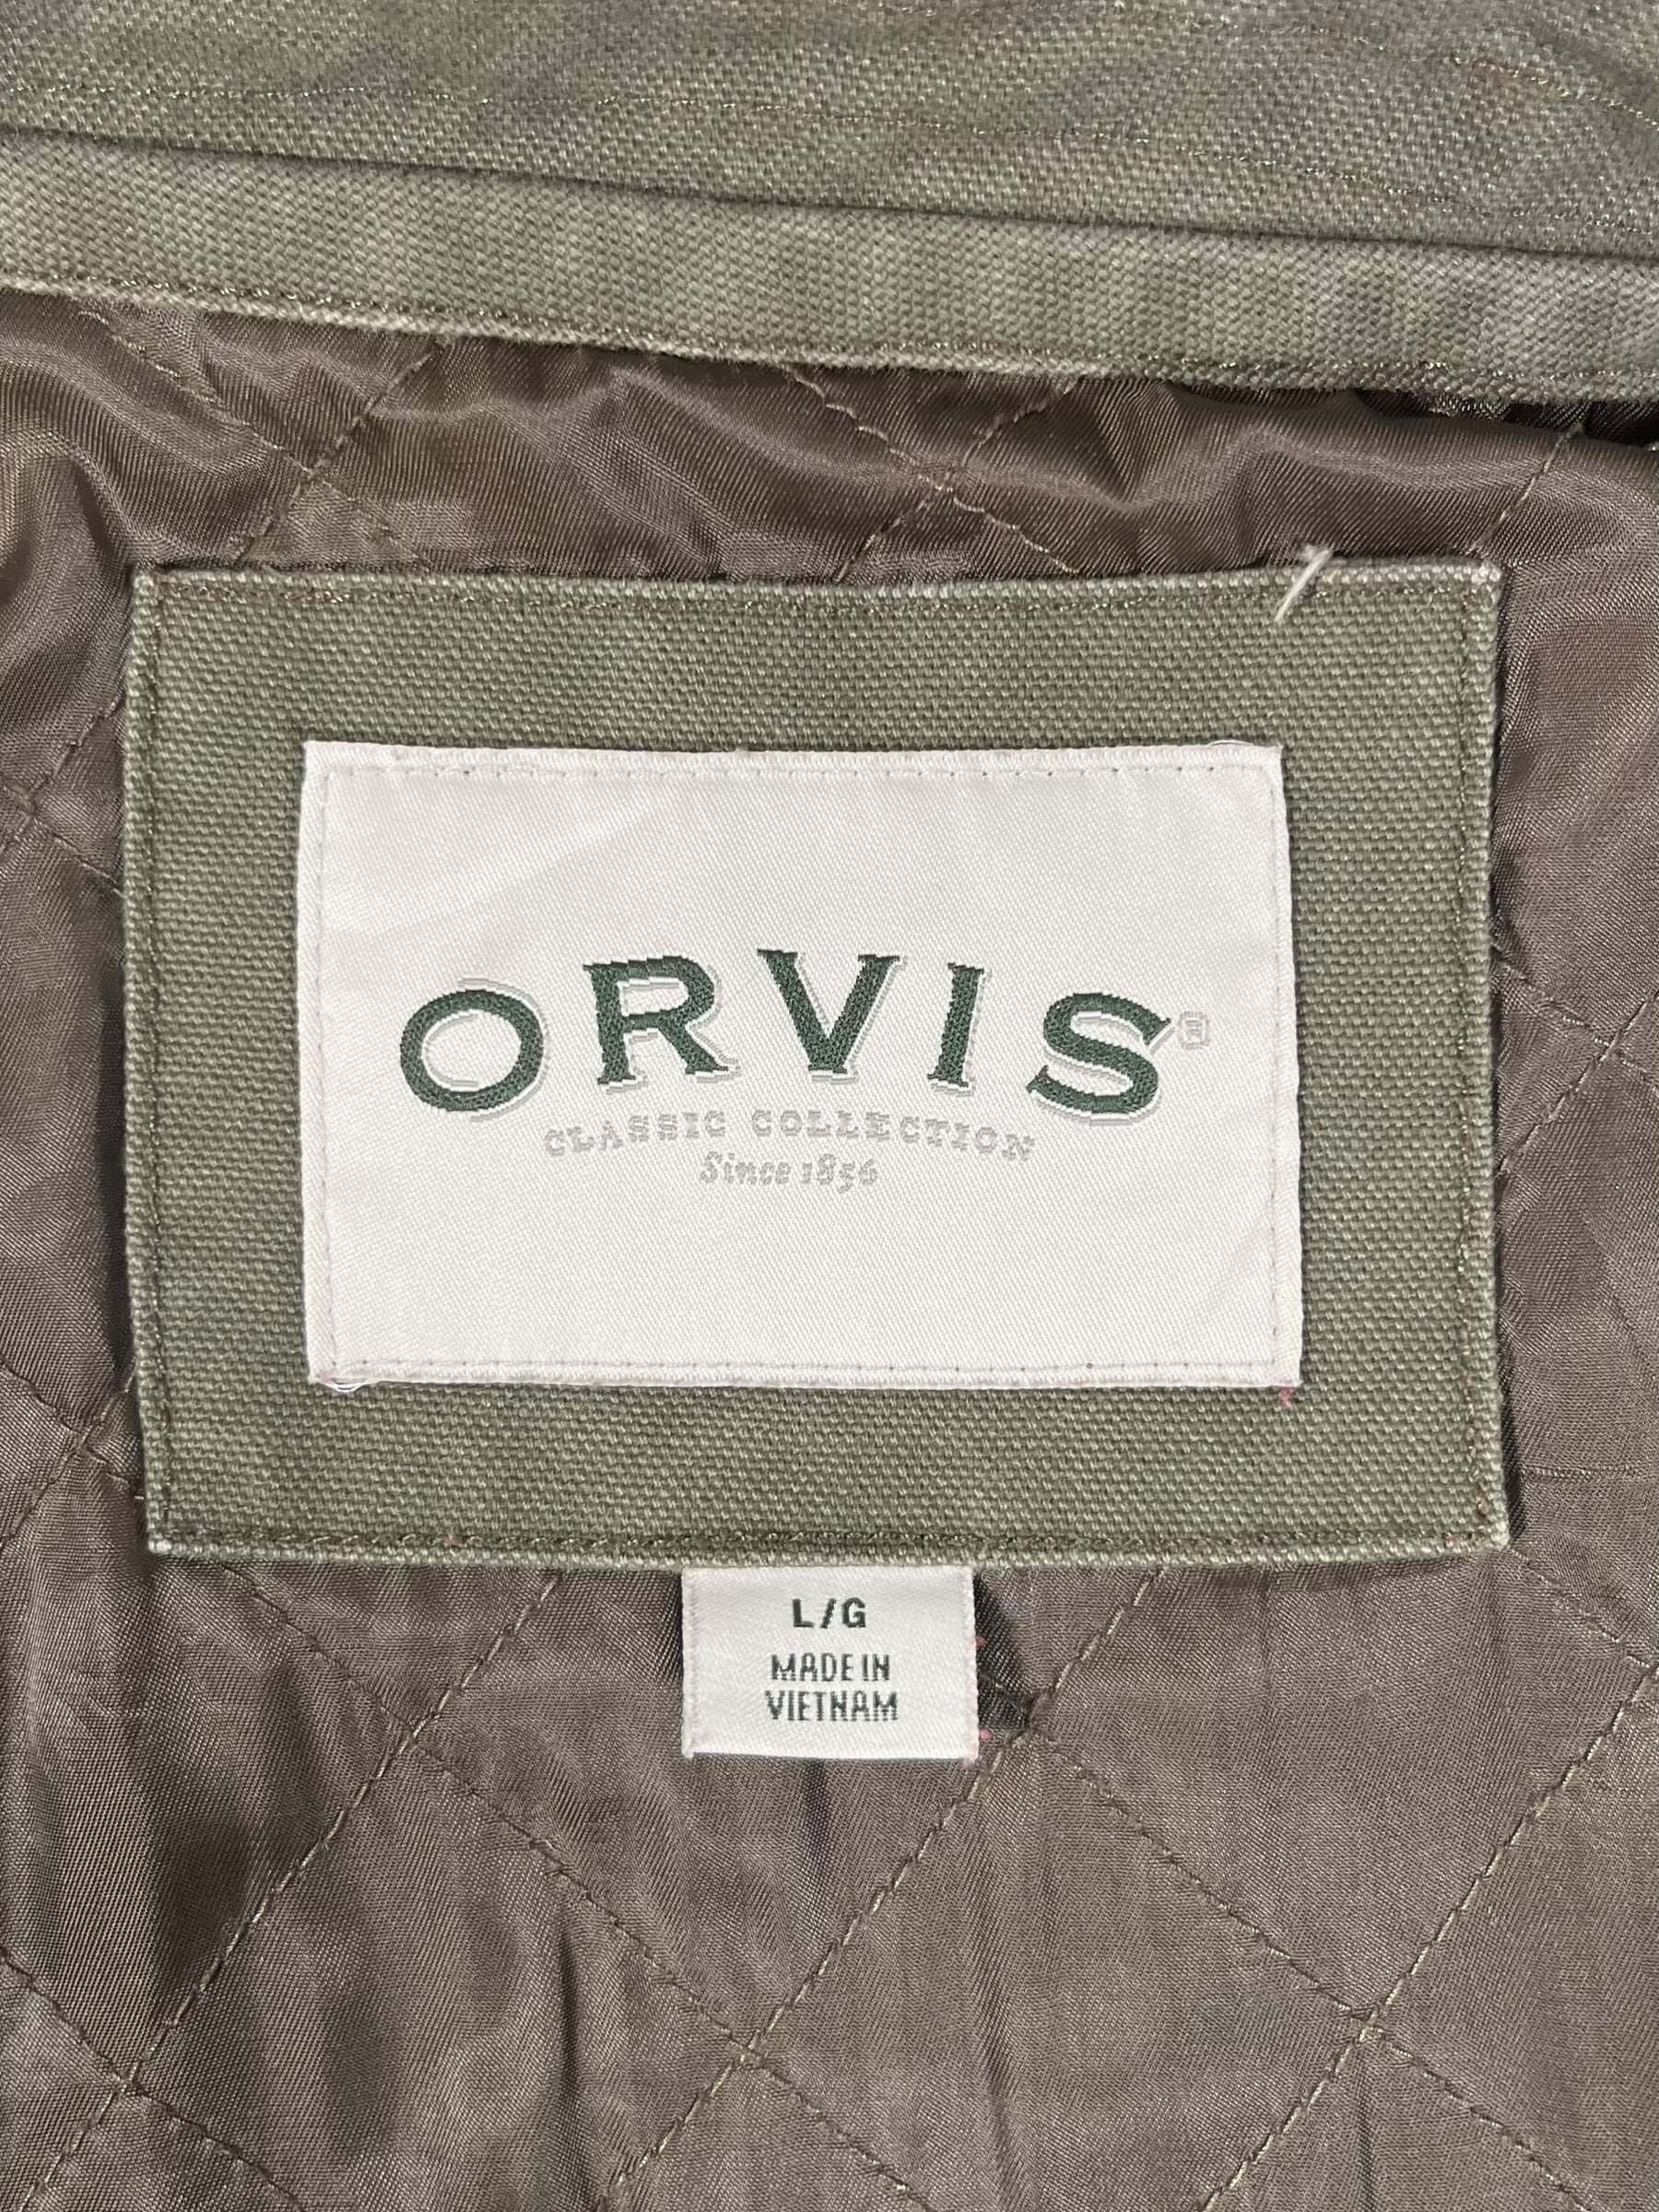 ORVIS®
CLASSIC COLLECTION
Since 1856
L/G
MADE IN
VIETNAM